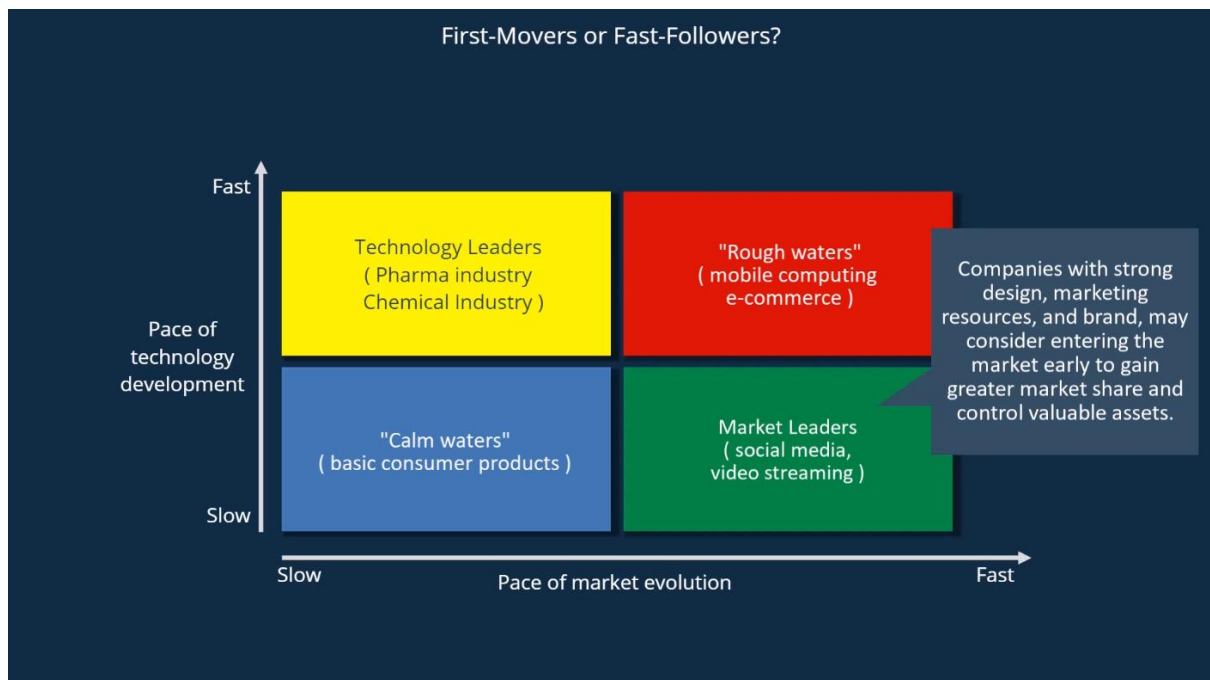 First-Movers or Fast-Followers?
Fast
Technology Leaders
( Pharma industry
Chemical Industry )
"Rough waters"
( mobile computing
e-commerce )
Companies with strong
design, marketing
resources, and brand, may
consider entering the
market early to gain
greater market share and
control valuable assets.
Pace of
technology
development
"Calm waters"
( basic consumer products )
Market Leaders
( social media,
video streaming )
Slow
Slow
Pace of market evolution
Fast